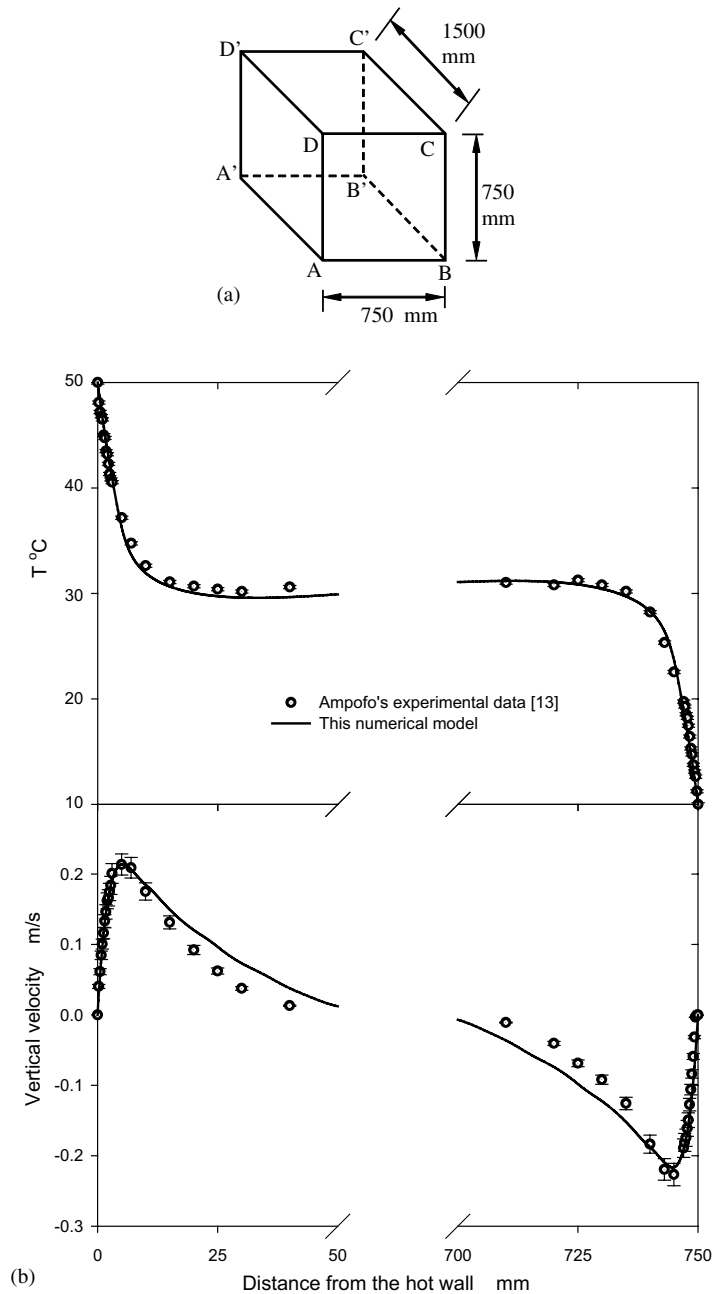 C'
1500
mm
D'
D
C
A'
B'
750
mm
A
B
(a)
750 mm
50
40
T °C
30
Ampofo's experimental data [13]
This numerical model
20
10
0.2
0.1
Vertical velocity m/s
0.0
-0.1
-0.2
-0.3
0
25
50
700
725
750
(b)
Distance from the hot wall mm